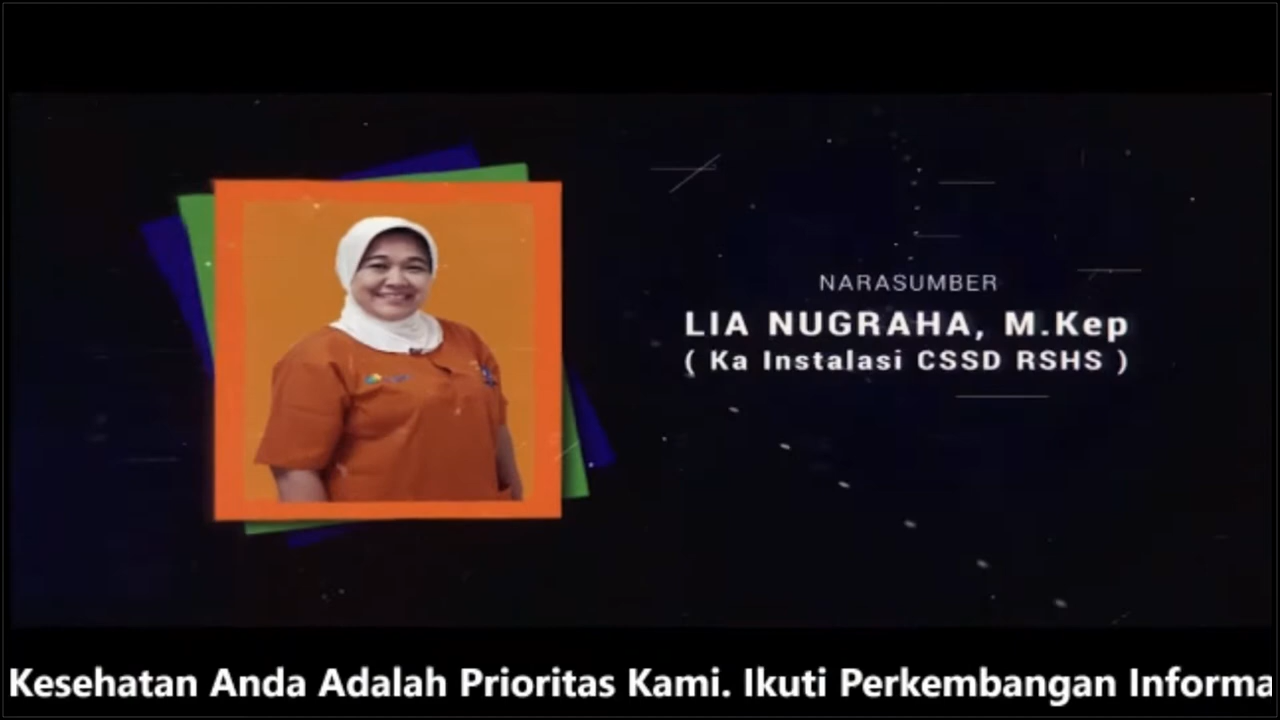 NARASUMBER
LIA NUGRAHA, M.Kep
( Ka Instalasi CSSD RSHS )
Kesehatan Anda Adalah Prioritas Kami. Ikuti Perkembangan Informa